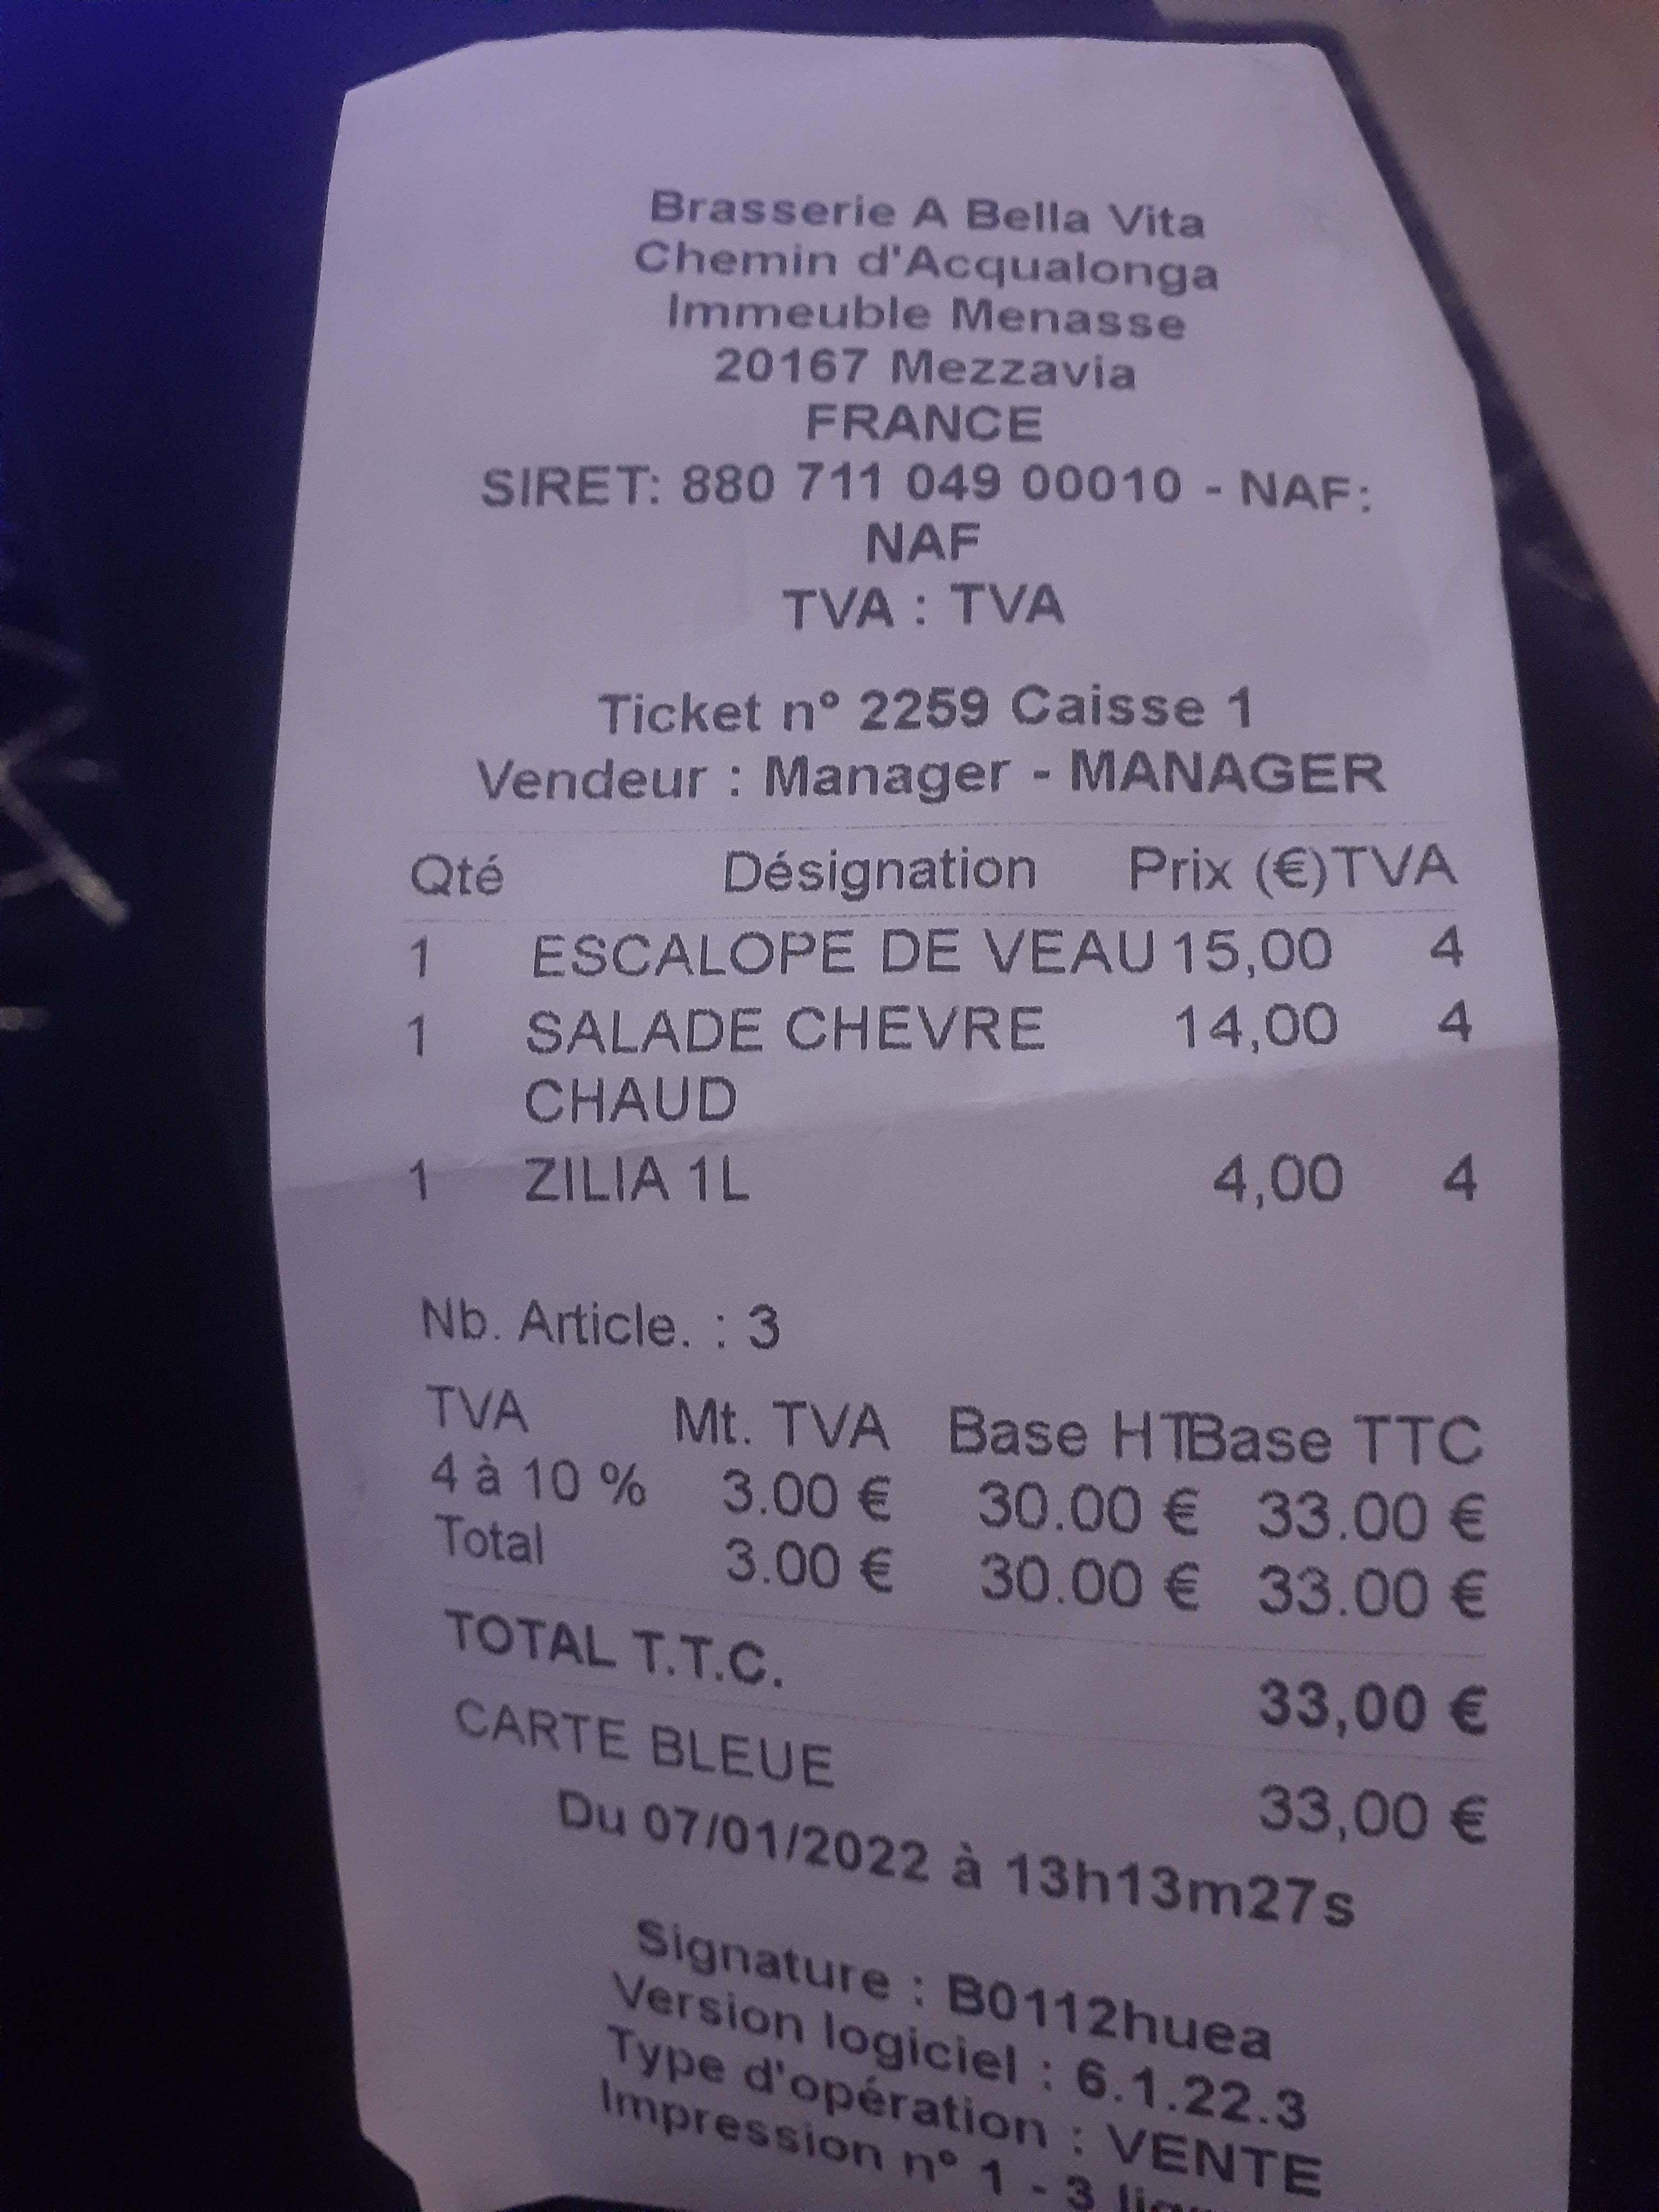 Brasserie A Bella Vita
Chemin d'Acqualonga
Immeuble Menasse
20167 Mezzavia
FRANCE
SIRET: 880 711 049 00010 - NAF:
NAF
TVA : TVA
Ticket n° 2259 Caisse 1
Vendeur : Manager - MANAGER
Qté Désignation Prix (€) TVA
1 ESCALOPE DE VEAU 15,00 4
1 SALADE CHEVRE 14,00 4
CHAUD
1 ZILIA 1L 4,00 4
Nb. Article. : 3
TVA Mt. TVA Base HT Base TTC
4 à 10 % 3.00 € 30.00 € 33.00 €
Total 3.00 € 30.00 € 33.00 €
TOTAL T.T.C. 33,00 €
CARTE BLEUE 33,00 €
Du 07/01/2022 à 13h13m27s
Signature : B0112huea
Version logiciel : 6.1.22.3
Type d'opération : VENTE
Impression n° 1 - 3